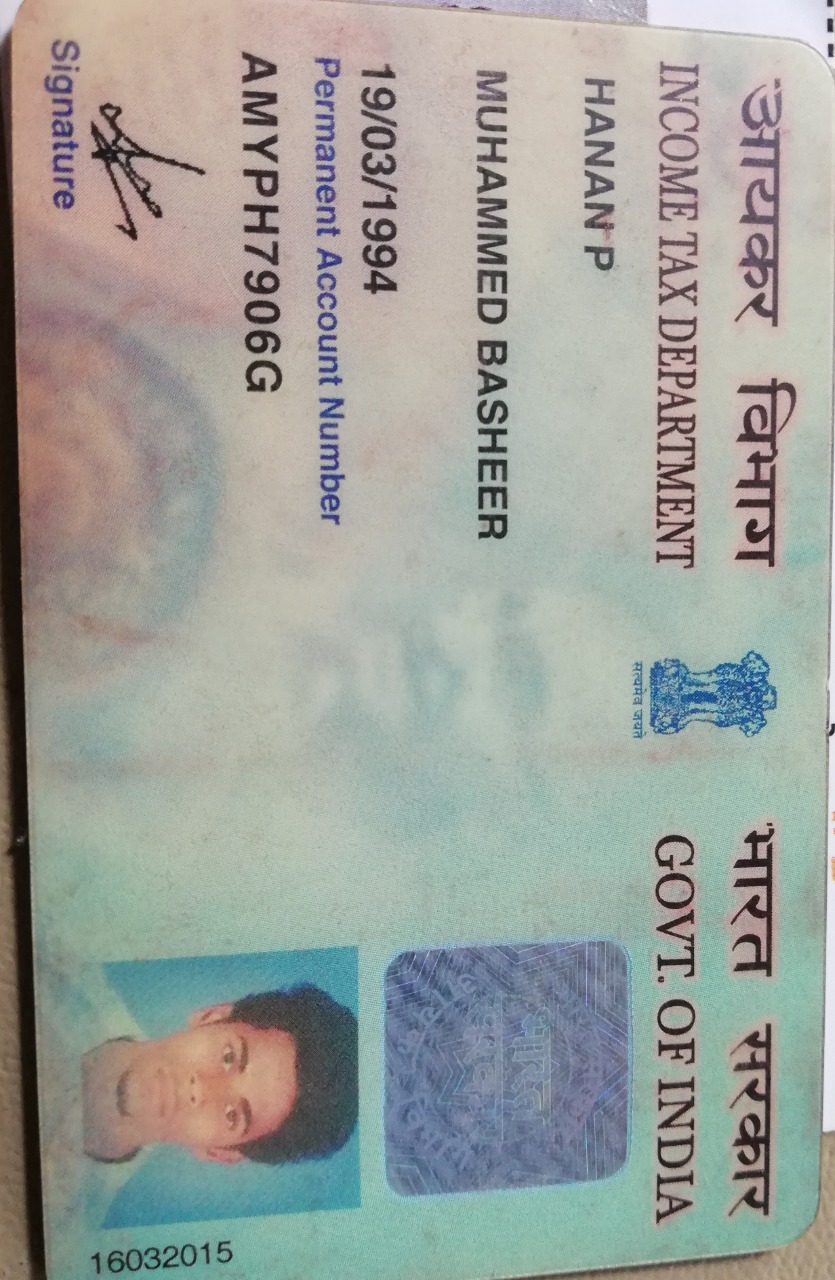 आयकर विभाग
INCOME TAX DEPARTMENT
सत्यमेव जयते
भारत सरकार
GOVT. OF INDIA
HANAN P
MUHAMMED BASHEER
19/03/1994
Permanent Account Number
AMYPH7906G
Signature
16032015